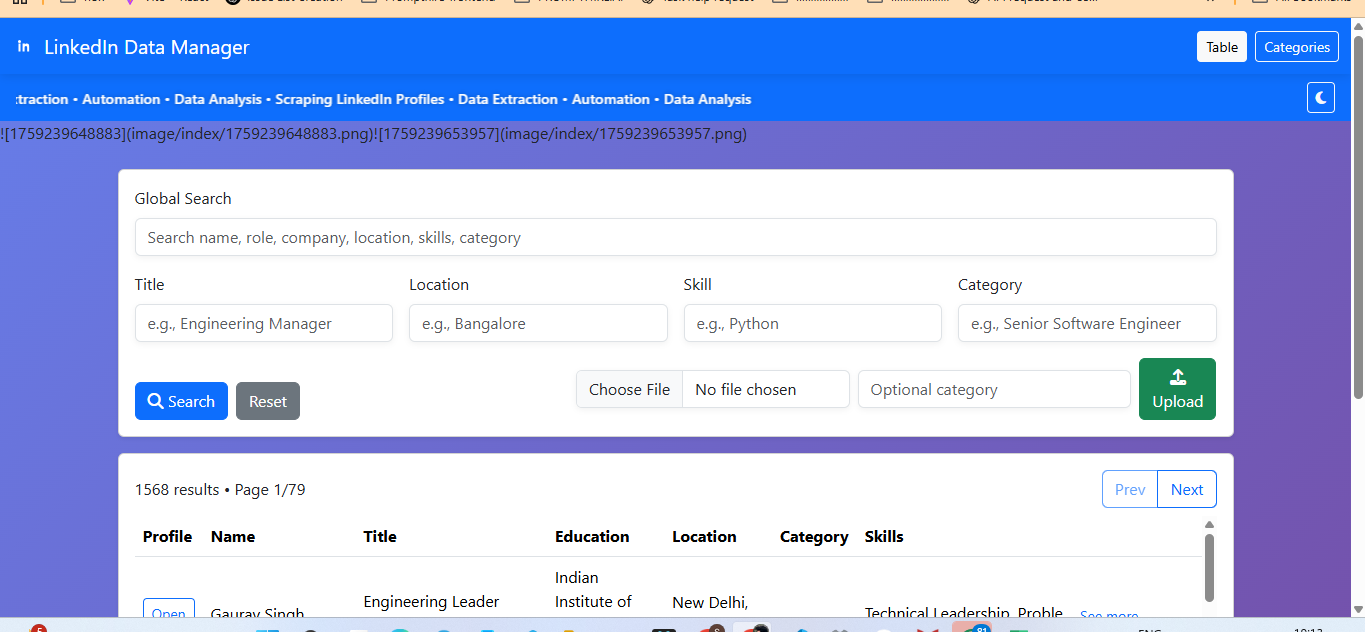 in LinkedIn Data Manager Table Categories
traction • Automation • Data Analysis • Scraping LinkedIn Profiles • Data Extraction • Automation • Data Analysis
![1759239648883](image/index/1759239648883.png)![1759239653957](image/index/1759239653957.png)
Global Search
Search name, role, company, location, skills, category
Title Location Skill Category
e.g., Engineering Manager e.g., Bangalore e.g., Python e.g., Senior Software Engineer
Search Reset Choose File No file chosen Optional category Upload
1568 results • Page 1/79 Prev Next
Profile Name Title Education Location Category Skills
Indian
Engineering Leader Institute of New Delhi,
Open Gaurav Singh Technical Leadership, Proble... See more